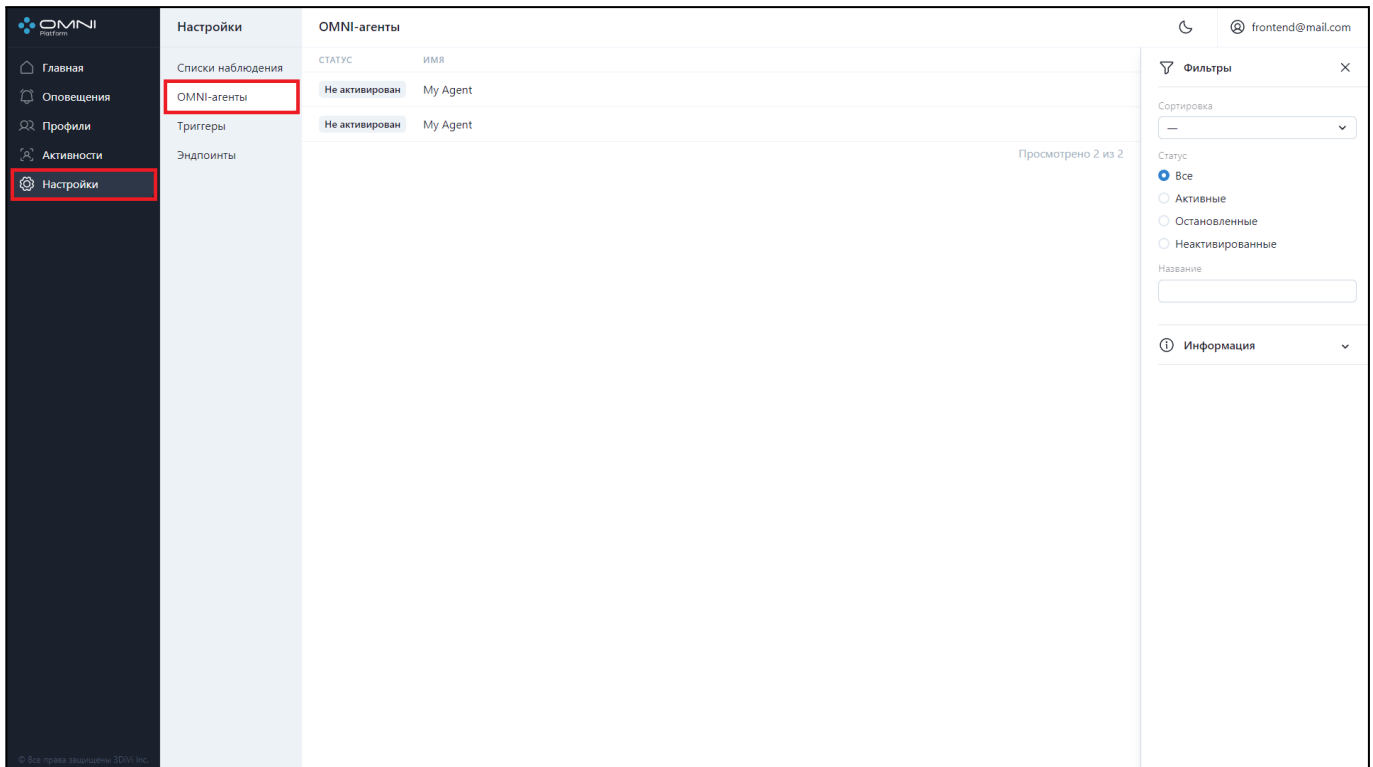 OMNI
Platform
Главная
Оповещения
Профили
Активности
Настройки
© Все права защищены 3DiVi Inc.
Настройки
Списки наблюдения
OMNI-агенты
Триггеры
Эндпоинты
OMNI-агенты
frontend@mail.com
СТАТУС ИМЯ
Не активирован My Agent
Не активирован My Agent
Просмотрено 2 из 2
Фильтры
Сортировка
—
Статус
Все
Активные
Остановленные
Неактивированные
Название
Информация